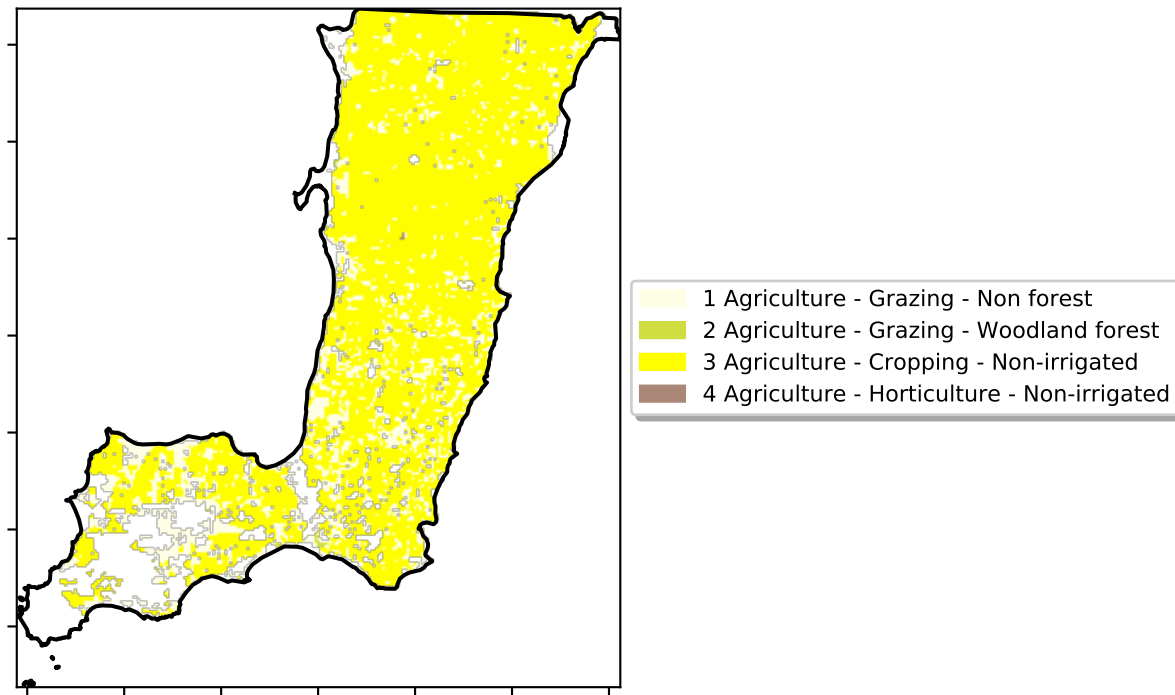 1 Agriculture - Grazing - Non forest
2 Agriculture - Grazing - Woodland forest
3 Agriculture - Cropping - Non-irrigated
4 Agriculture - Horticulture - Non-irrigated